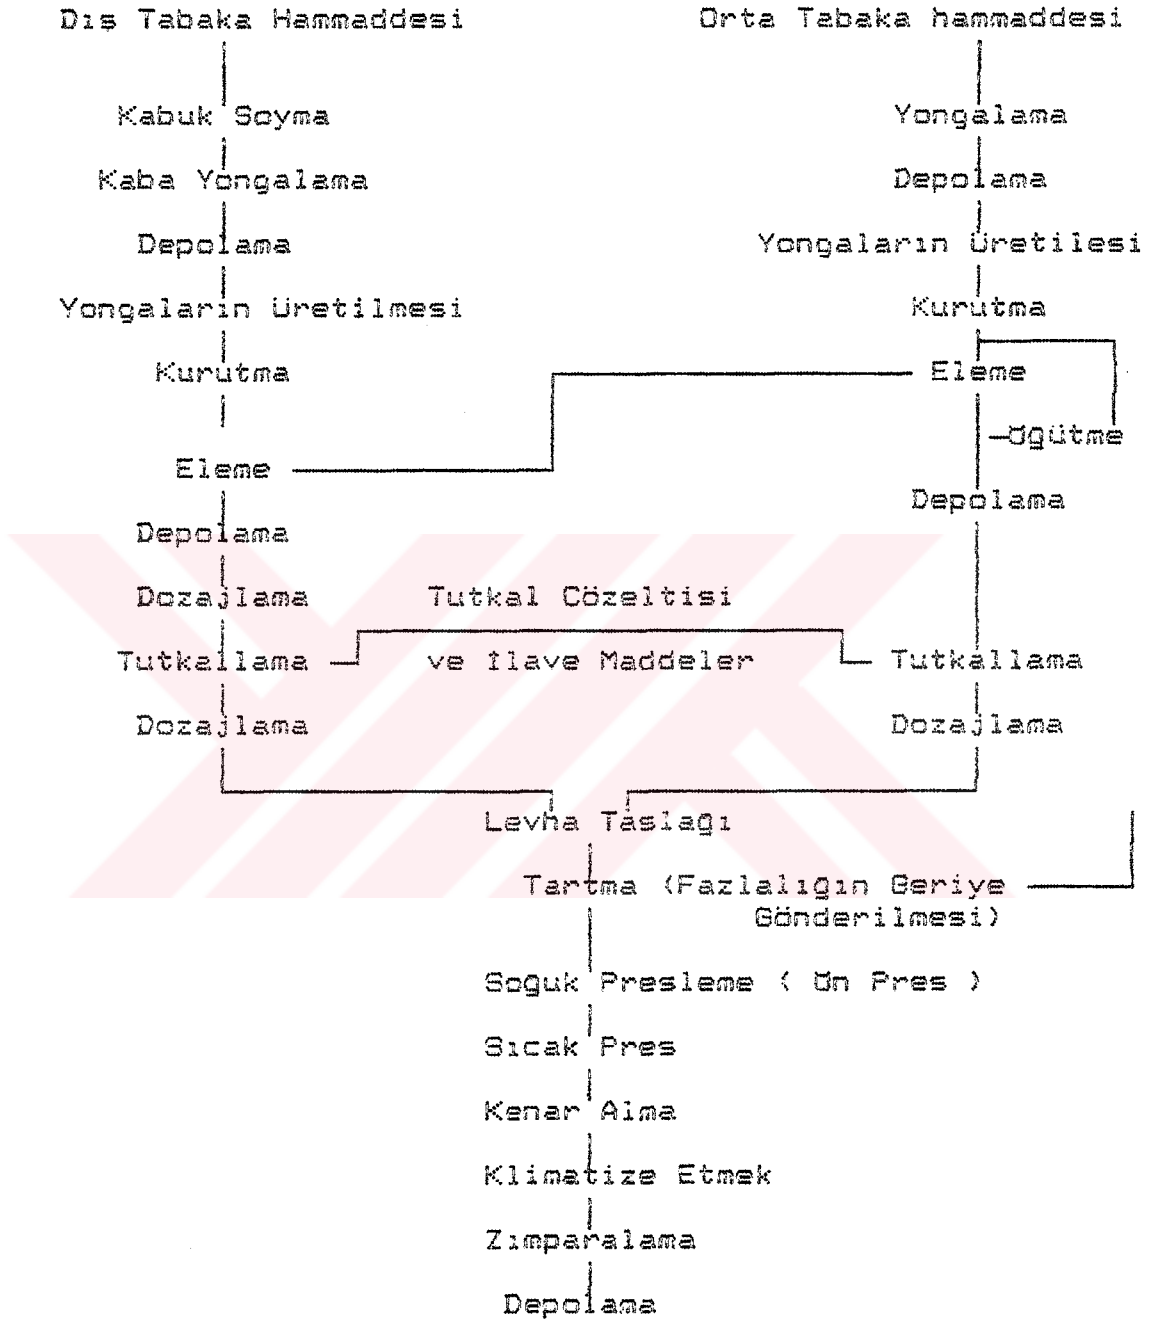 Dış Tabaka Hammaddesi
Orta Tabaka hammaddesi
Kabuk Soyma
Yongalama
Kaba Yongalama
Depolama
Depolama
Yongaların Üretilesi
Yongaların Üretilmesi
Kurutma
Kurutma
Eleme
Öğütme
Eleme
Depolama
Depolama
Dozajlama
Tutkal Cözeltisi
Tutkallama
ve İlave Maddeler
Tutkallama
Dozajlama
Dozajlama
Levha Taslağı
Tartma (Fazlalığın Geriye
Gönderilmesi)
Soğuk Presleme ( Ön Pres )
Sıcak Pres
Kenar Alma
Klimatize Etmek
Zımparalama
Depolama